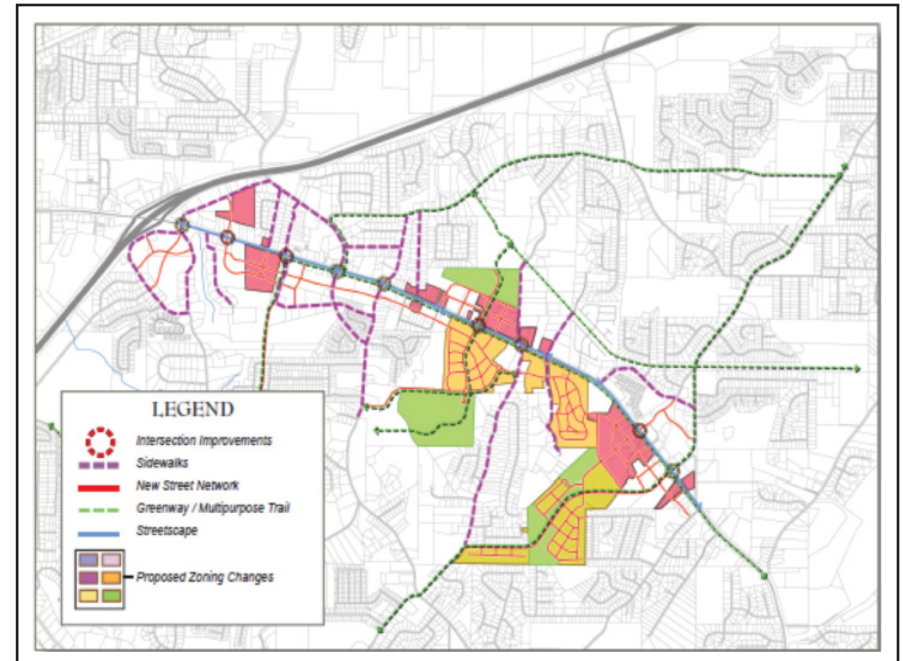 LEGEND
Intersection Improvements
Sidewalks
New Street Network
Greenway / Multipurpose Trail
Streetscape
Proposed Zoning Changes